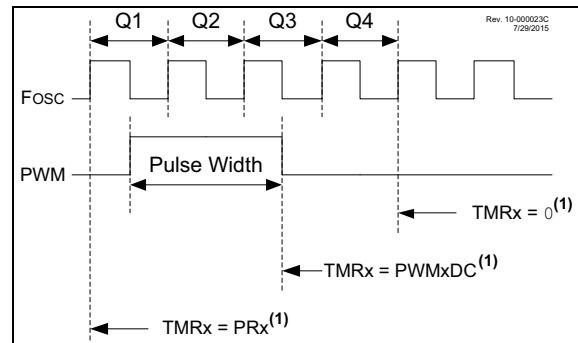 Q1 Q2 Q3 Q4
Rev. 10-000023C
7/29/2015
FOSC
PWM
Pulse Width
TMRx = 0(1)
TMRx = PWMxDC(1)
TMRx = PRx(1)